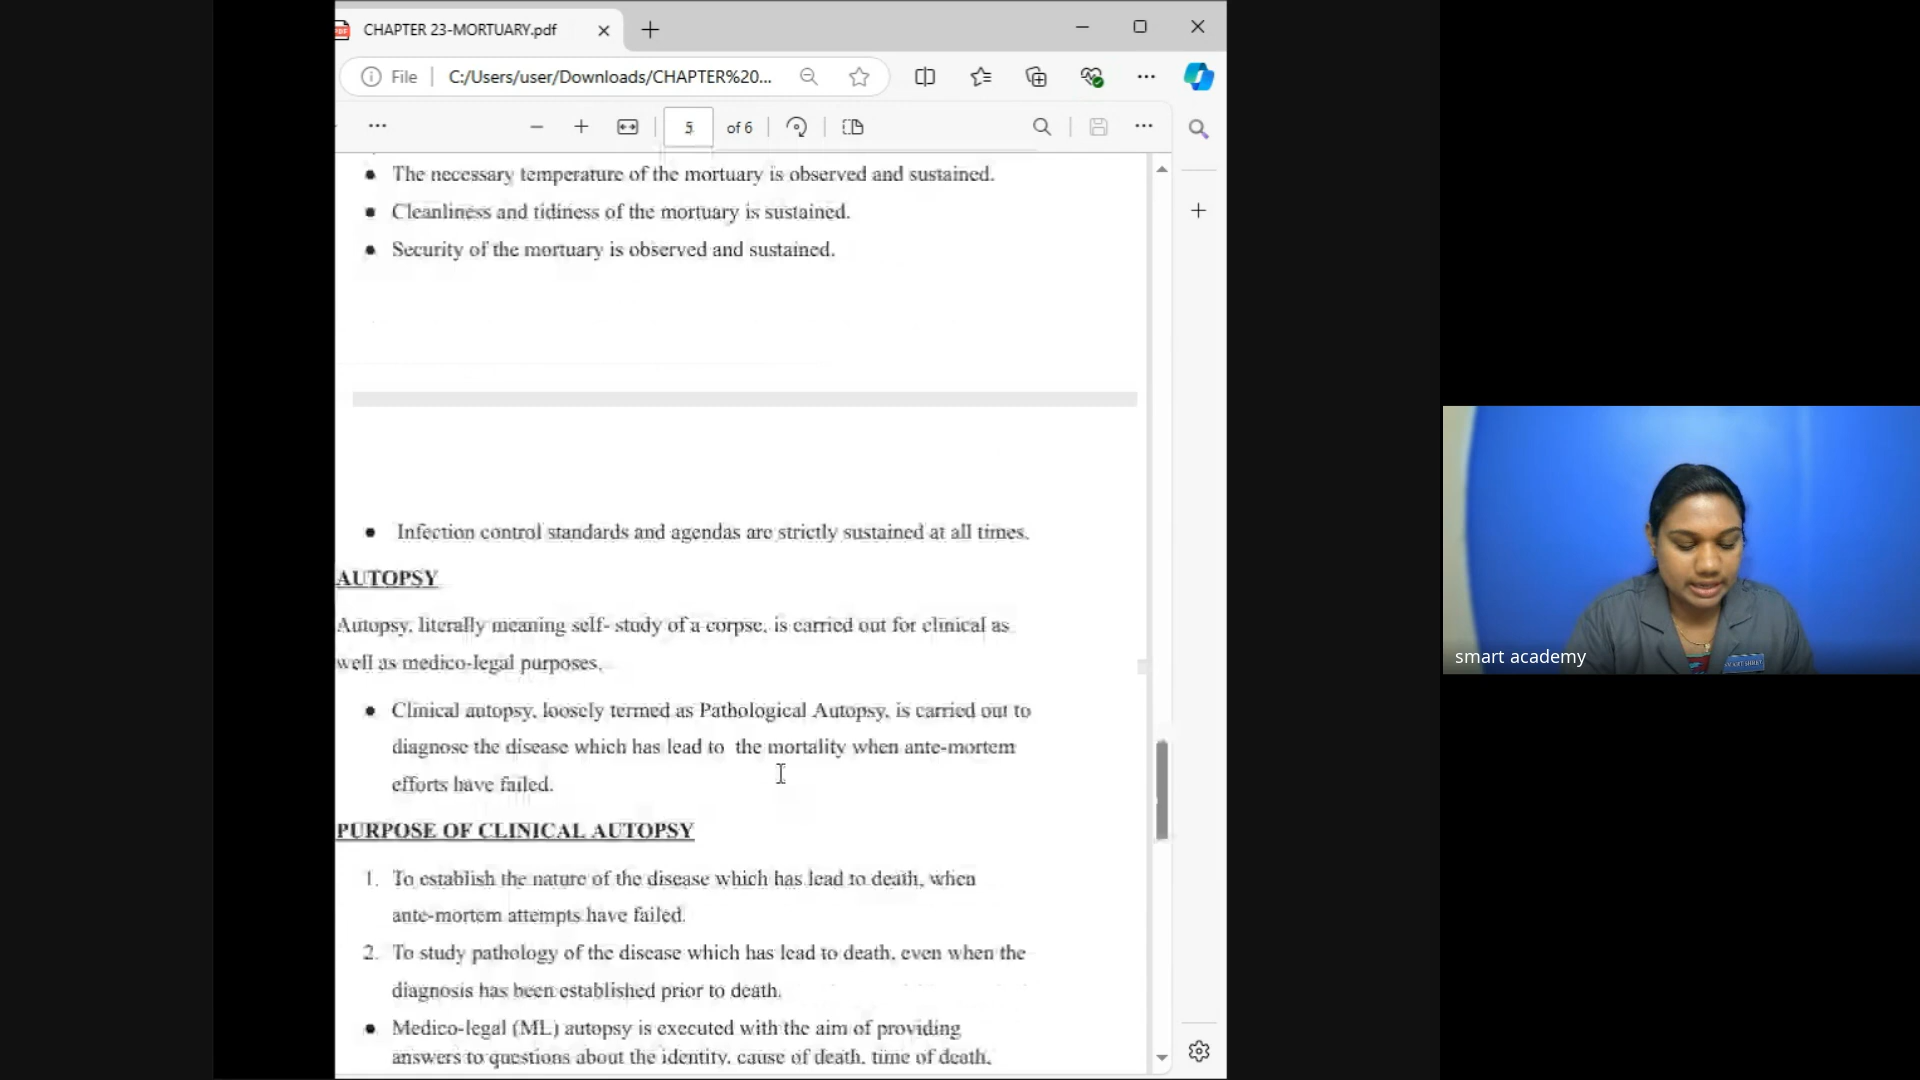 CHAPTER 23-MORTUARY.pdf
File
C:/Users/user/Downloads/CHAPTER%20...
5 of 6
The necessary temperature of the mortuary is observed and sustained.
Cleanliness and tidiness of the mortuary is sustained.
Security of the mortuary is observed and sustained.
Infection control standards and agendas are strictly sustained at all times.
AUTOPSY
Autopsy, literally meaning self- study of a corpse, is carried out for clinical as
well as medico-legal purposes.
Clinical autopsy, loosely termed as Pathological Autopsy, is carried out to
diagnose the disease which has lead to the mortality when ante-mortem
efforts have failed.
PURPOSE OF CLINICAL AUTOPSY
1. To establish the nature of the disease which has lead to death, when
ante-mortem attempts have failed.
2. To study pathology of the disease which has lead to death, even when the
diagnosis has been established prior to death.
Medico-legal (ML) autopsy is executed with the aim of providing
answers to questions about the identity, cause of death, time of death,
smart academy